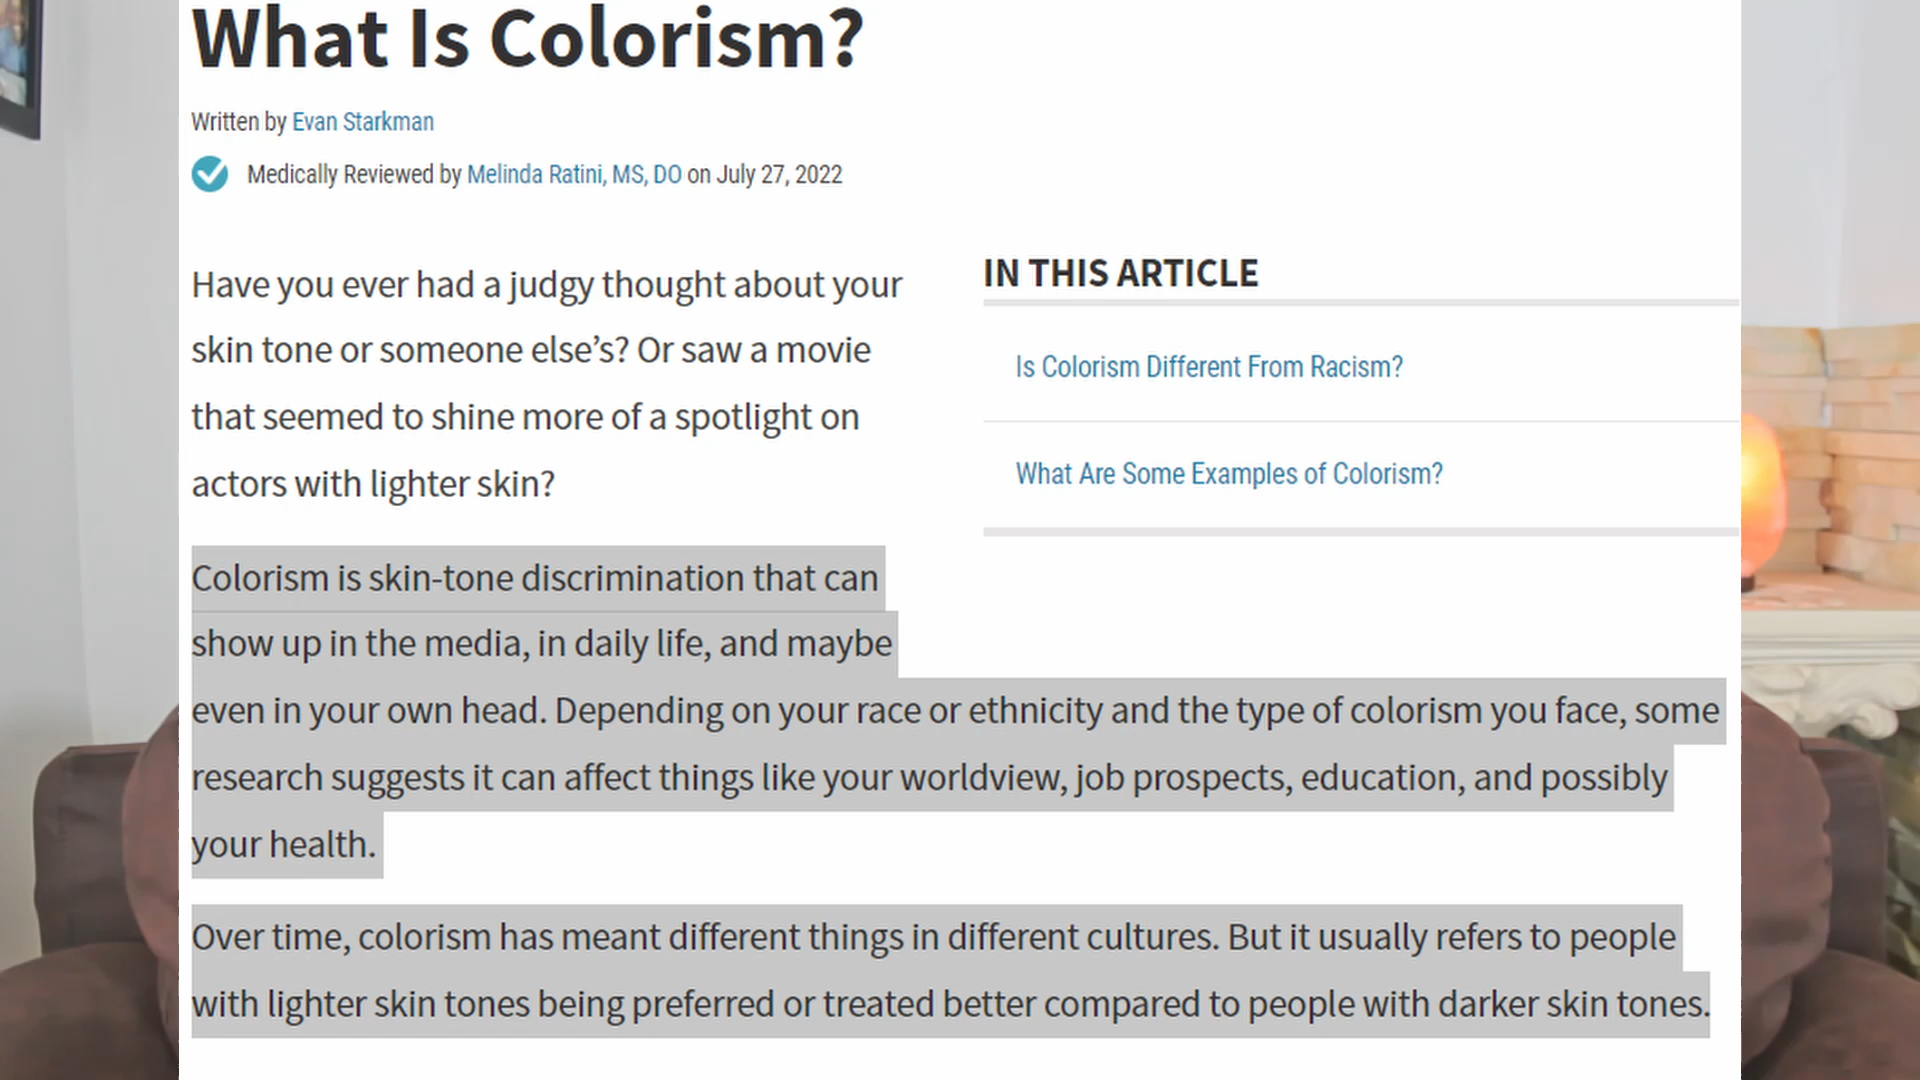 What Is Colorism?
Written by Evan Starkman
Medically Reviewed by Melinda Ratini, MS, DO on July 27, 2022
Have you ever had a judgy thought about your
skin tone or someone else’s? Or saw a movie
that seemed to shine more of a spotlight on
actors with lighter skin?
IN THIS ARTICLE
Is Colorism Different From Racism?
What Are Some Examples of Colorism?
Colorism is skin-tone discrimination that can
show up in the media, in daily life, and maybe
even in your own head. Depending on your race or ethnicity and the type of colorism you face, some
research suggests it can affect things like your worldview, job prospects, education, and possibly
your health.
Over time, colorism has meant different things in different cultures. But it usually refers to people
with lighter skin tones being preferred or treated better compared to people with darker skin tones.